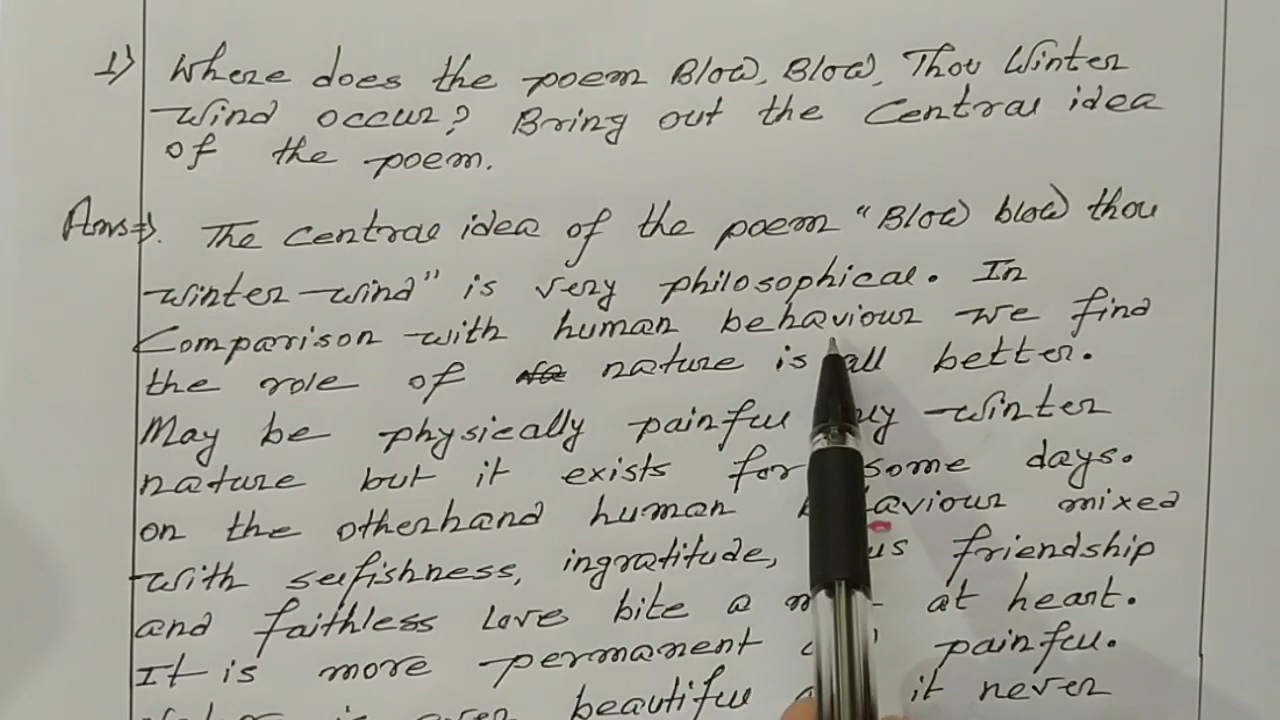 1) Where does the poem Blow, Blow, Thou Winter
Wind occur? Bring out the Central idea
of the poem.
Ans⇒. The central idea of the poem "Blow blow thou
winter wind" is very philosophical. In
Comparison with human behaviour we find
the role of nature is all better.
May be physically painful by winter
nature but it exists for some days.
on the otherhand human behaviour mixed
with selfishness, ingratitude, friendship
and faithless Love bite a at heart.
It is more permanent painful.
is even beautiful it never